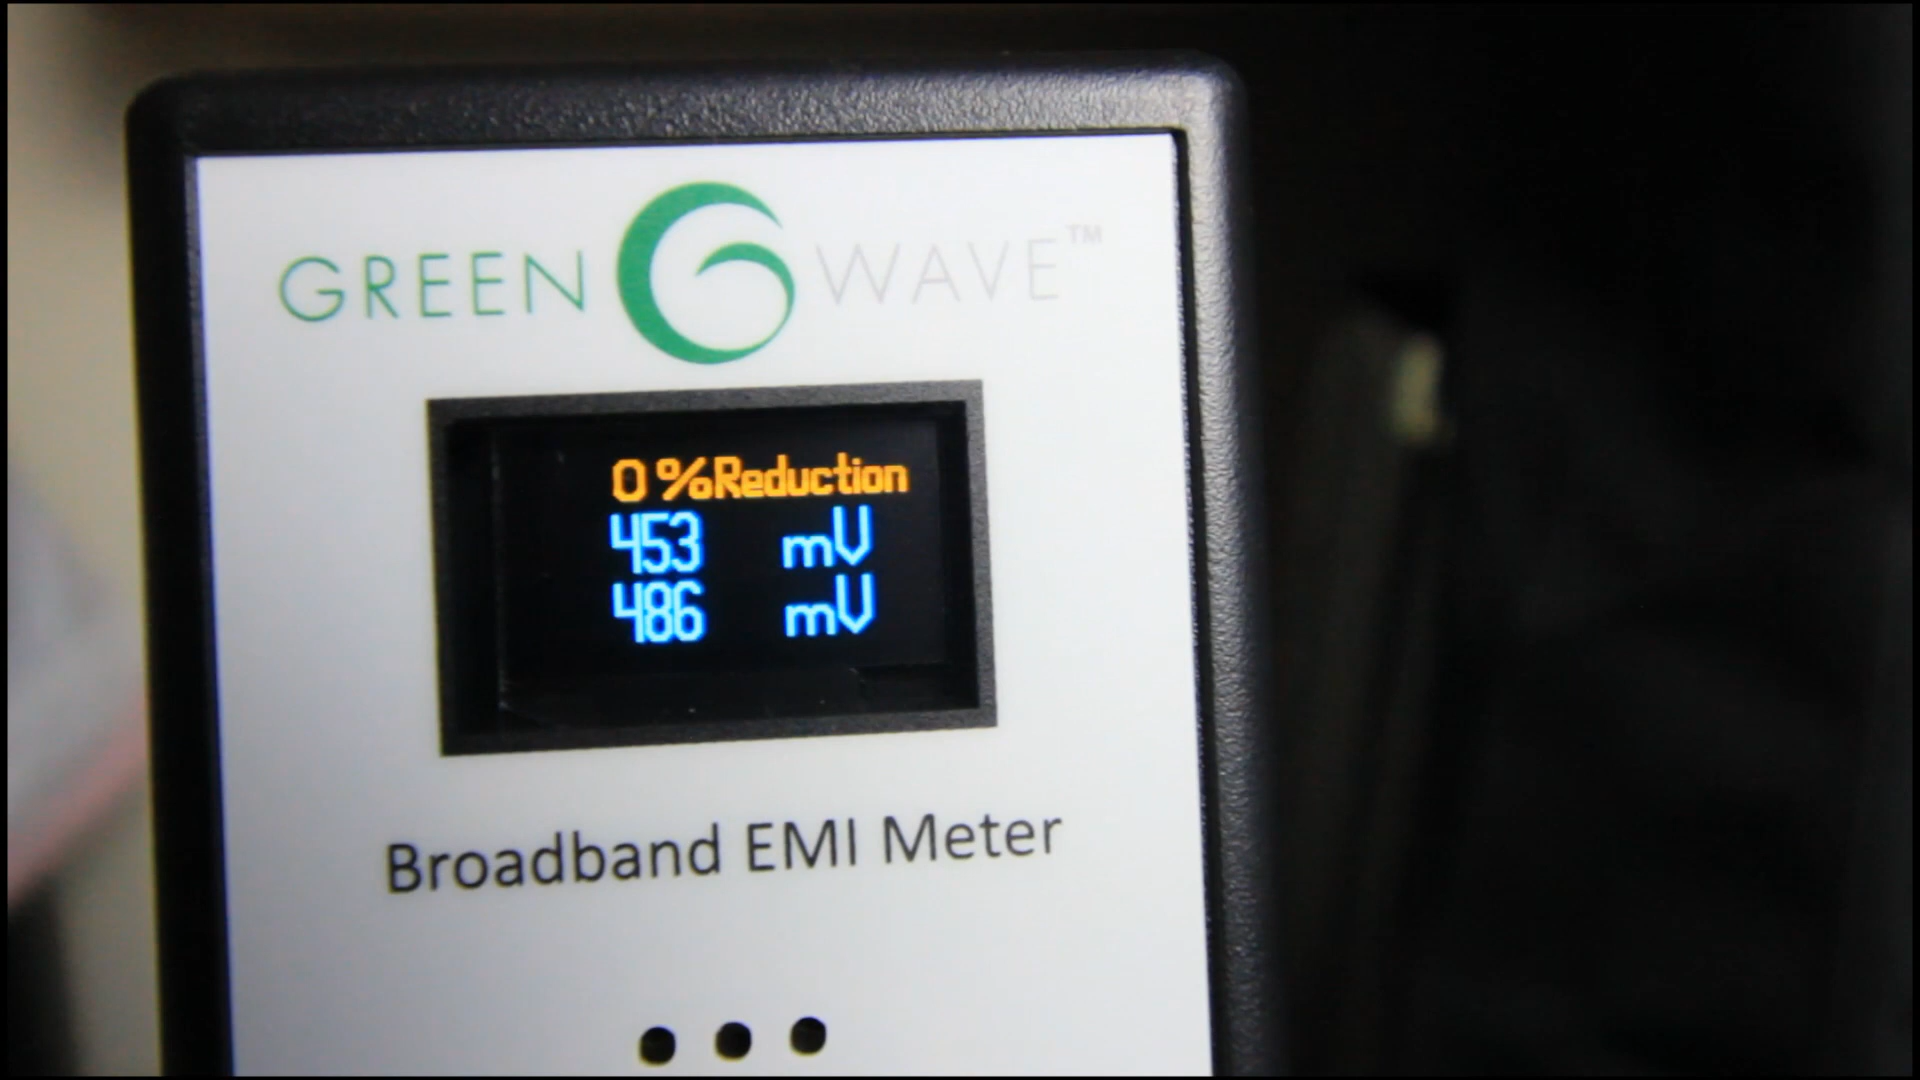 GREEN WAVE™
0 %Reduction
453 mV
486 mV
Broadband EMI Meter